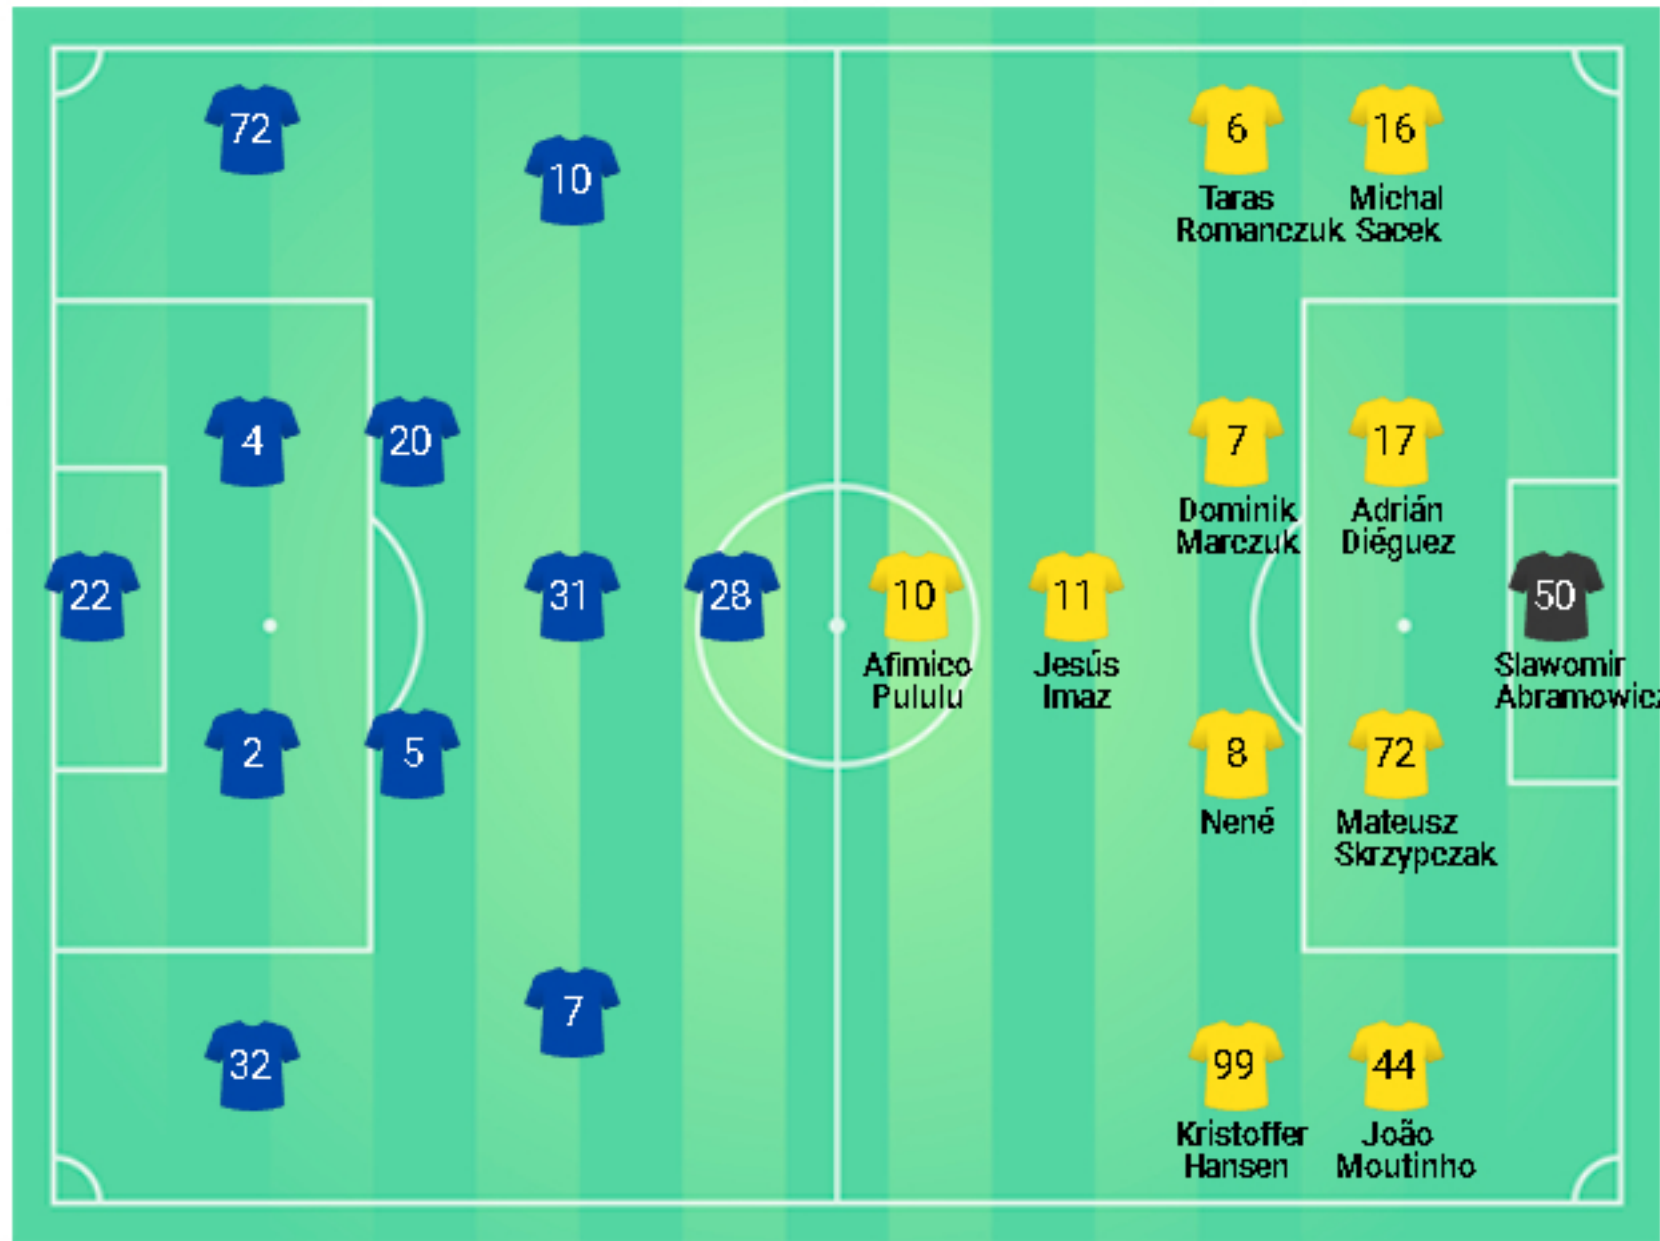 72
10
6
16
Taras
Romanczuk
Michal
Sacek
4
20
7
17
Dominik
Marczuk
Adrián
Diéguez
22
31
28
10
11
50
Afimico
Pululu
Jesús
Imaz
Slawomir
Abramowicz
2
5
8
72
Nené
Mateusz
Skrzypczak
7
32
99
44
Kristoffer
Hansen
João
Moutinho